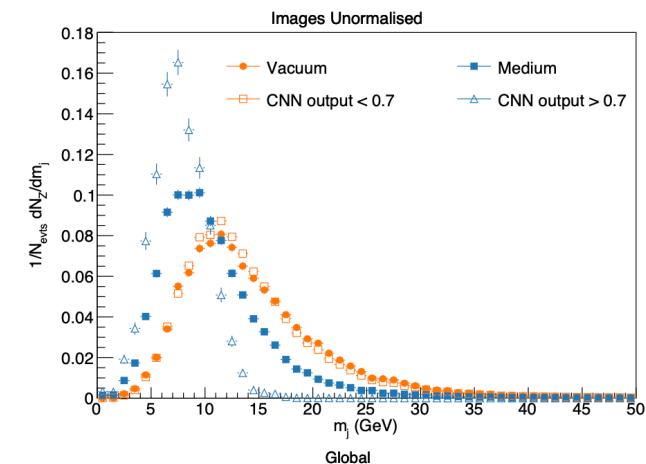 Images Unormalised
0.18
0.16
0.14
0.12
0.1
0.08
0.06
0.04
0.02
0
1/N_evts dN_Z/dm_j
Vacuum
Medium
CNN output < 0.7
CNN output > 0.7
0 5 10 15 20 25 30 35 40 45 50
m_j (GeV)
Global